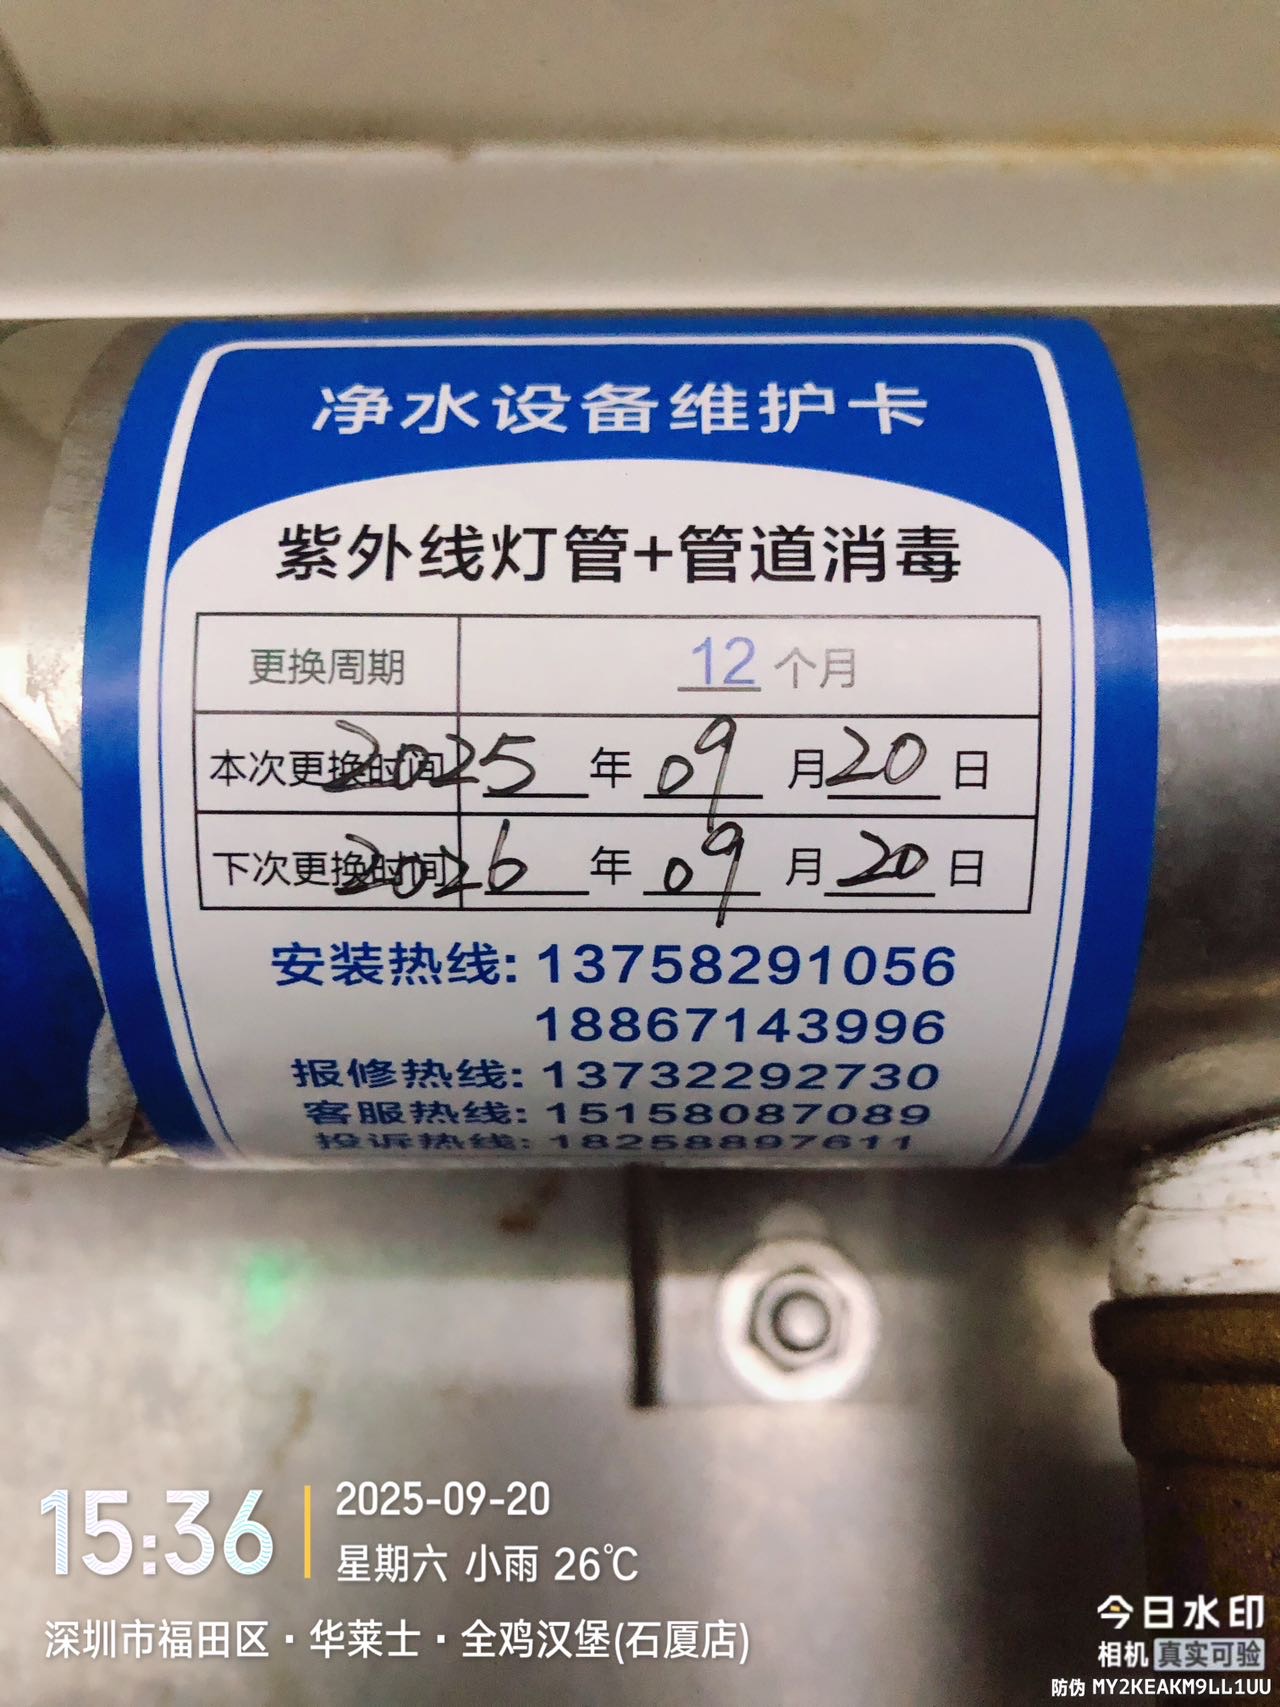 净水设备维护卡
紫外线灯管+管道消毒
更换周期 12 个月
本次更换时间 2025 年 09 月 20 日
下次更换时间 2026 年 09 月 20 日
安装热线: 13758291056
18867143996
报修热线: 13732292730
客服热线: 15158087089
投诉热线: 18258897611
15:36
2025-09-20
星期六 小雨 26℃
深圳市福田区·华莱士·全鸡汉堡(石厦店)
今日水印
相机 真实可验
防伪 MY2KEAKM9LL1UU